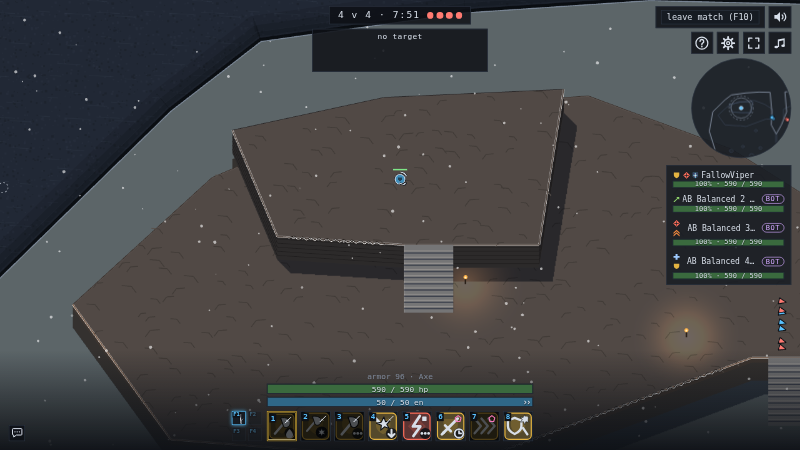 4 v 4 · 7:51
leave match (F10)
no target
FallowViper
100% · 590 / 590
AB Balanced 2 … BOT
100% · 590 / 590
AB Balanced 3… BOT
100% · 590 / 590
AB Balanced 4… BOT
100% · 590 / 590
armor 96 · Axe
590 / 590 hp
50 / 50 en
F1 F2
F3 F4
1 2 3 4 5 6 7 8